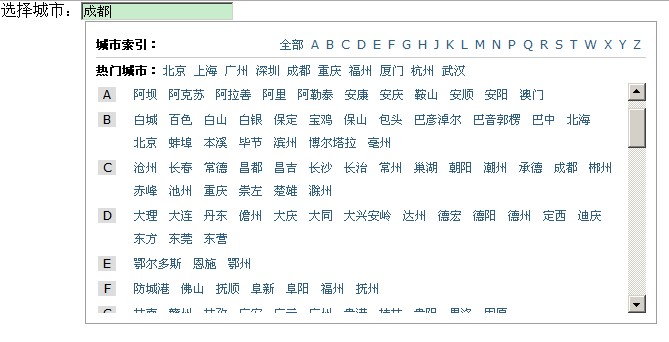 选择城市: 成都
城市索引: 全部 A B C D E F G H J K L M N P Q R S T W X Y Z
热门城市: 北京 上海 广州 深圳 成都 重庆 福州 厦门 杭州 武汉
A 阿坝 阿克苏 阿拉善 阿里 阿勒泰 安康 安庆 鞍山 安顺 安阳 澳门
B 白城 百色 白山 白银 保定 宝鸡 保山 包头 巴彦淖尔 巴音郭楞 巴中 北海
北京 蚌埠 本溪 毕节 滨州 博尔塔拉 亳州
C 沧州 长春 常德 昌都 昌吉 长沙 长治 常州 巢湖 朝阳 潮州 承德 成都 郴州
赤峰 池州 重庆 崇左 楚雄 滁州
D 大理 大连 丹东 儋州 大庆 大同 大兴安岭 达州 德宏 德阳 德州 定西 迪庆
东方 东莞 东营
E 鄂尔多斯 恩施 鄂州
F 防城港 佛山 抚顺 阜新 阜阳 福州 抚州